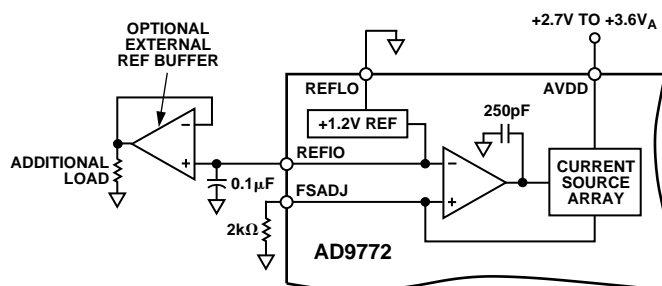 OPTIONAL
EXTERNAL
REF BUFFER
+2.7V TO +3.6VA
REFLO
AVDD
250pF
+1.2V REF
–
+
REFIO
ADDITIONAL
LOAD
0.1μF
FSADJ
–
+
CURRENT
SOURCE
ARRAY
2kΩ
AD9772